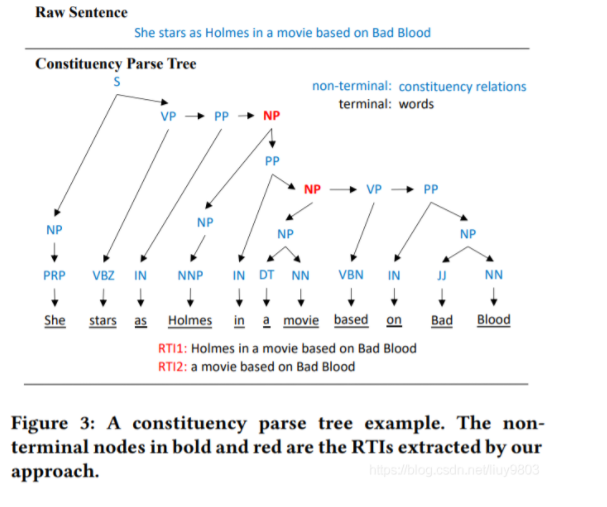 Raw Sentence
She stars as Holmes in a movie based on Bad Blood
Constituency Parse Tree
S
non-terminal: constituency relations
terminal: words
VP PP NP
PP
NP VP PP
NP
NP NP NP
PRP VBZ IN NNP IN DT NN VBN IN JJ NN
She stars as Holmes in a movie based on Bad Blood
RTI1: Holmes in a movie based on Bad Blood
RTI2: a movie based on Bad Blood
Figure 3: A constituency parse tree example. The non-
terminal nodes in bold and red are the RTIs extracted by our
approach.
https://blog.csdn.net/liuy9803